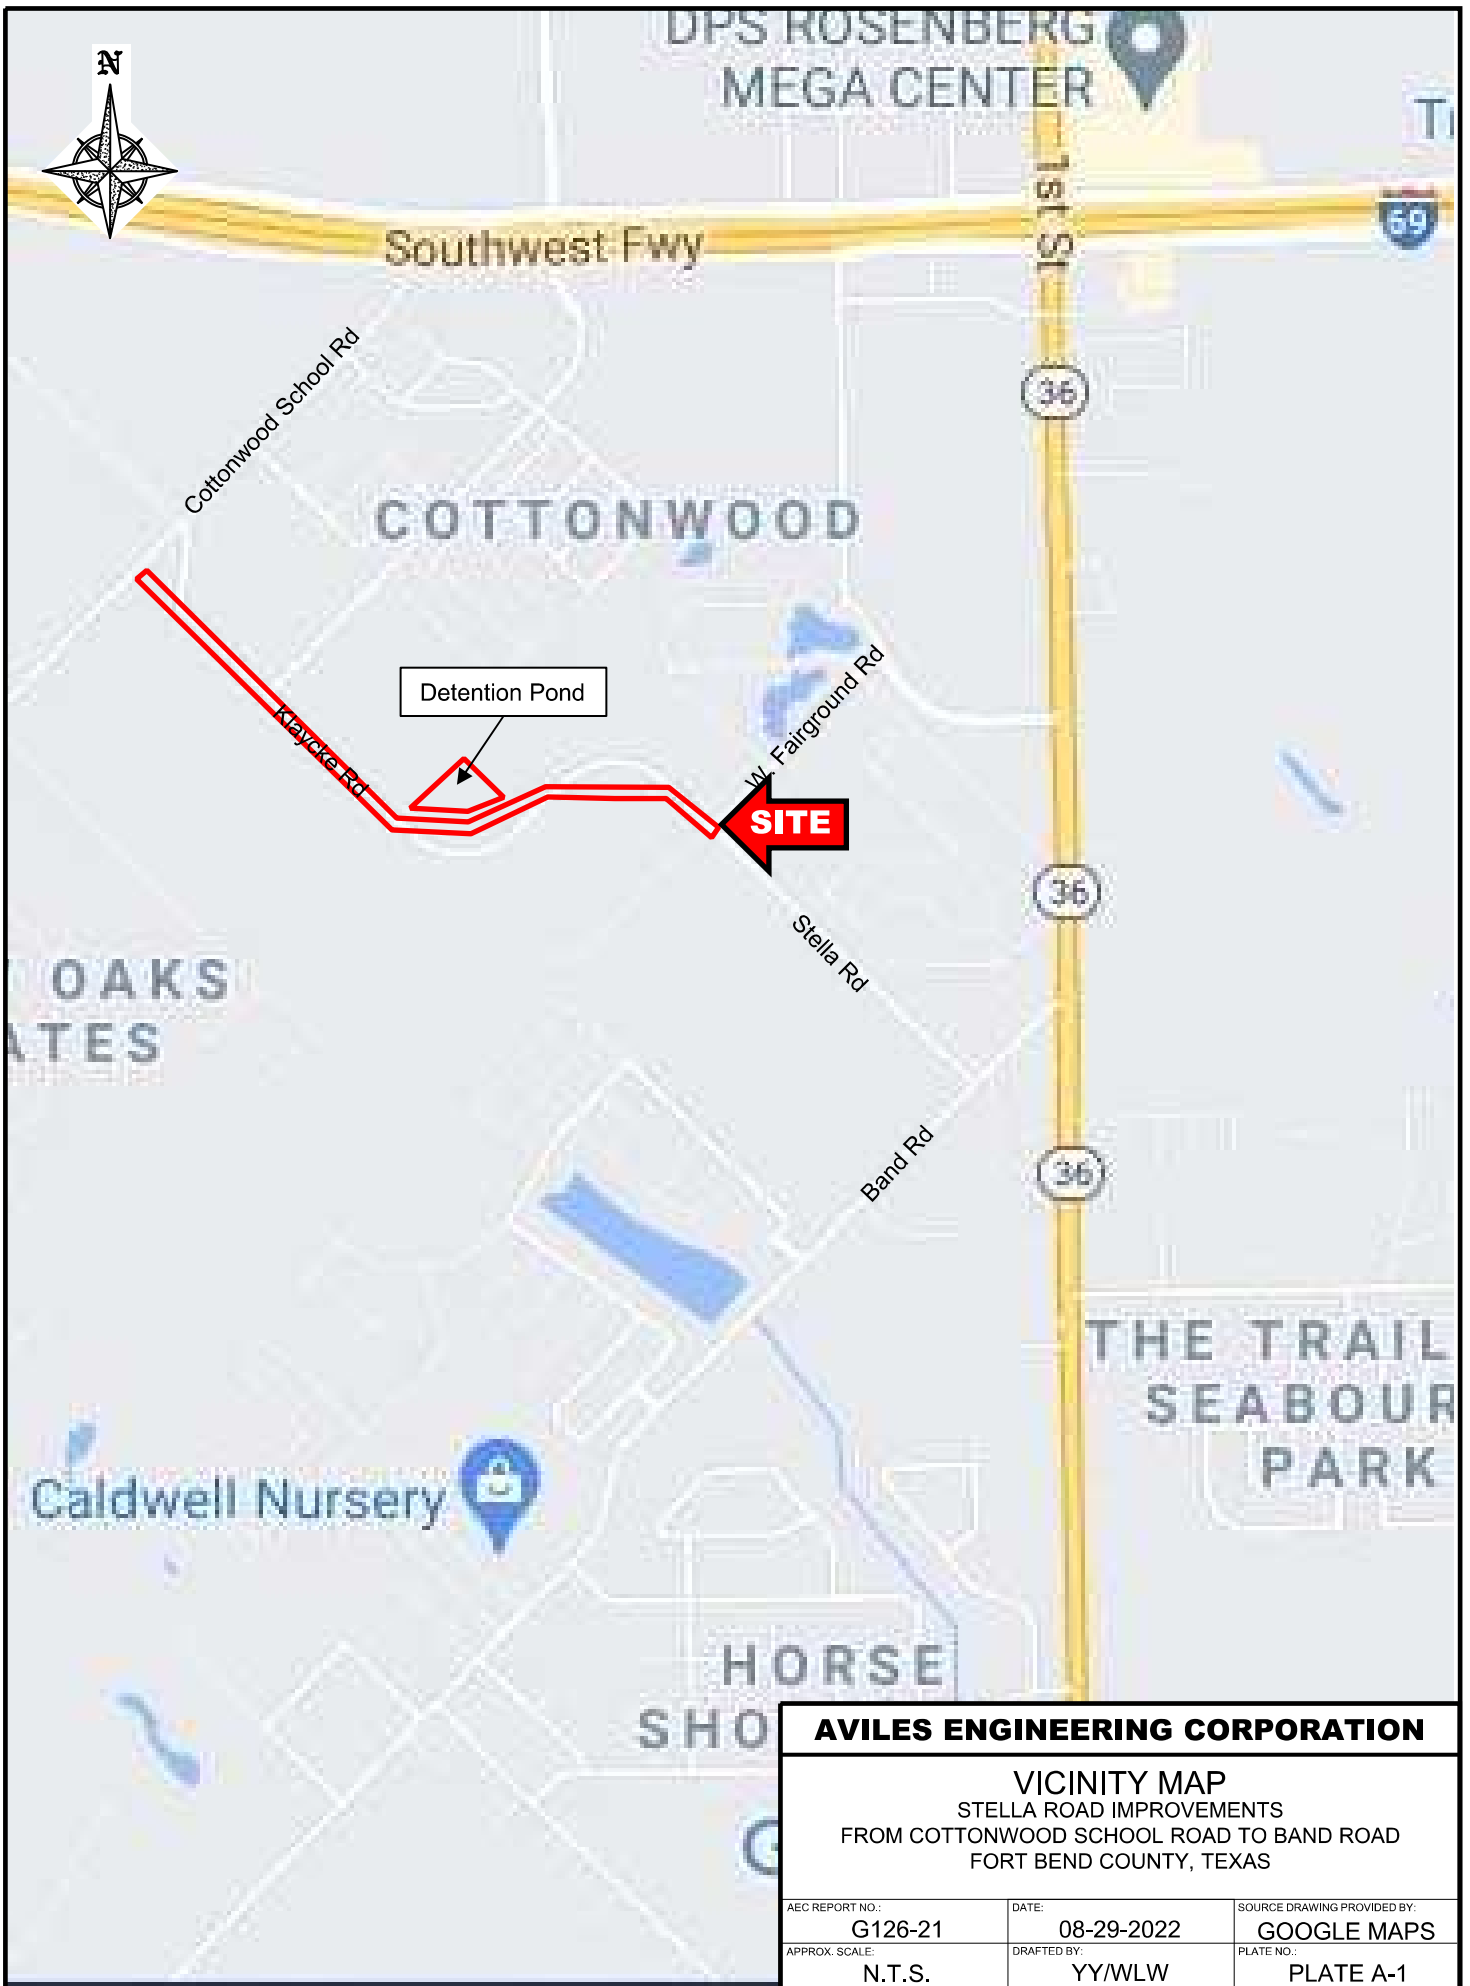 DPS ROSENBERG
MEGA CENTER
N
1St St
69
Southwest Fwy
Cottonwood School Rd
36
COTTONWOOD
W. Fairground Rd
Detention Pond
Klaycke Rd
SITE
36
Stella Rd
OAKS
ATES
Band Rd
36
THE TRAIL
SEABOUR
PARK
Caldwell Nursery
HORSE
SHO
G
AVILES ENGINEERING CORPORATION
VICINITY MAP
STELLA ROAD IMPROVEMENTS
FROM COTTONWOOD SCHOOL ROAD TO BAND ROAD
FORT BEND COUNTY, TEXAS
AEC REPORT NO.:
G126-21
DATE:
08-29-2022
SOURCE DRAWING PROVIDED BY:
GOOGLE MAPS
APPROX. SCALE:
N.T.S.
DRAFTED BY:
YY/WLW
PLATE NO.:
PLATE A-1